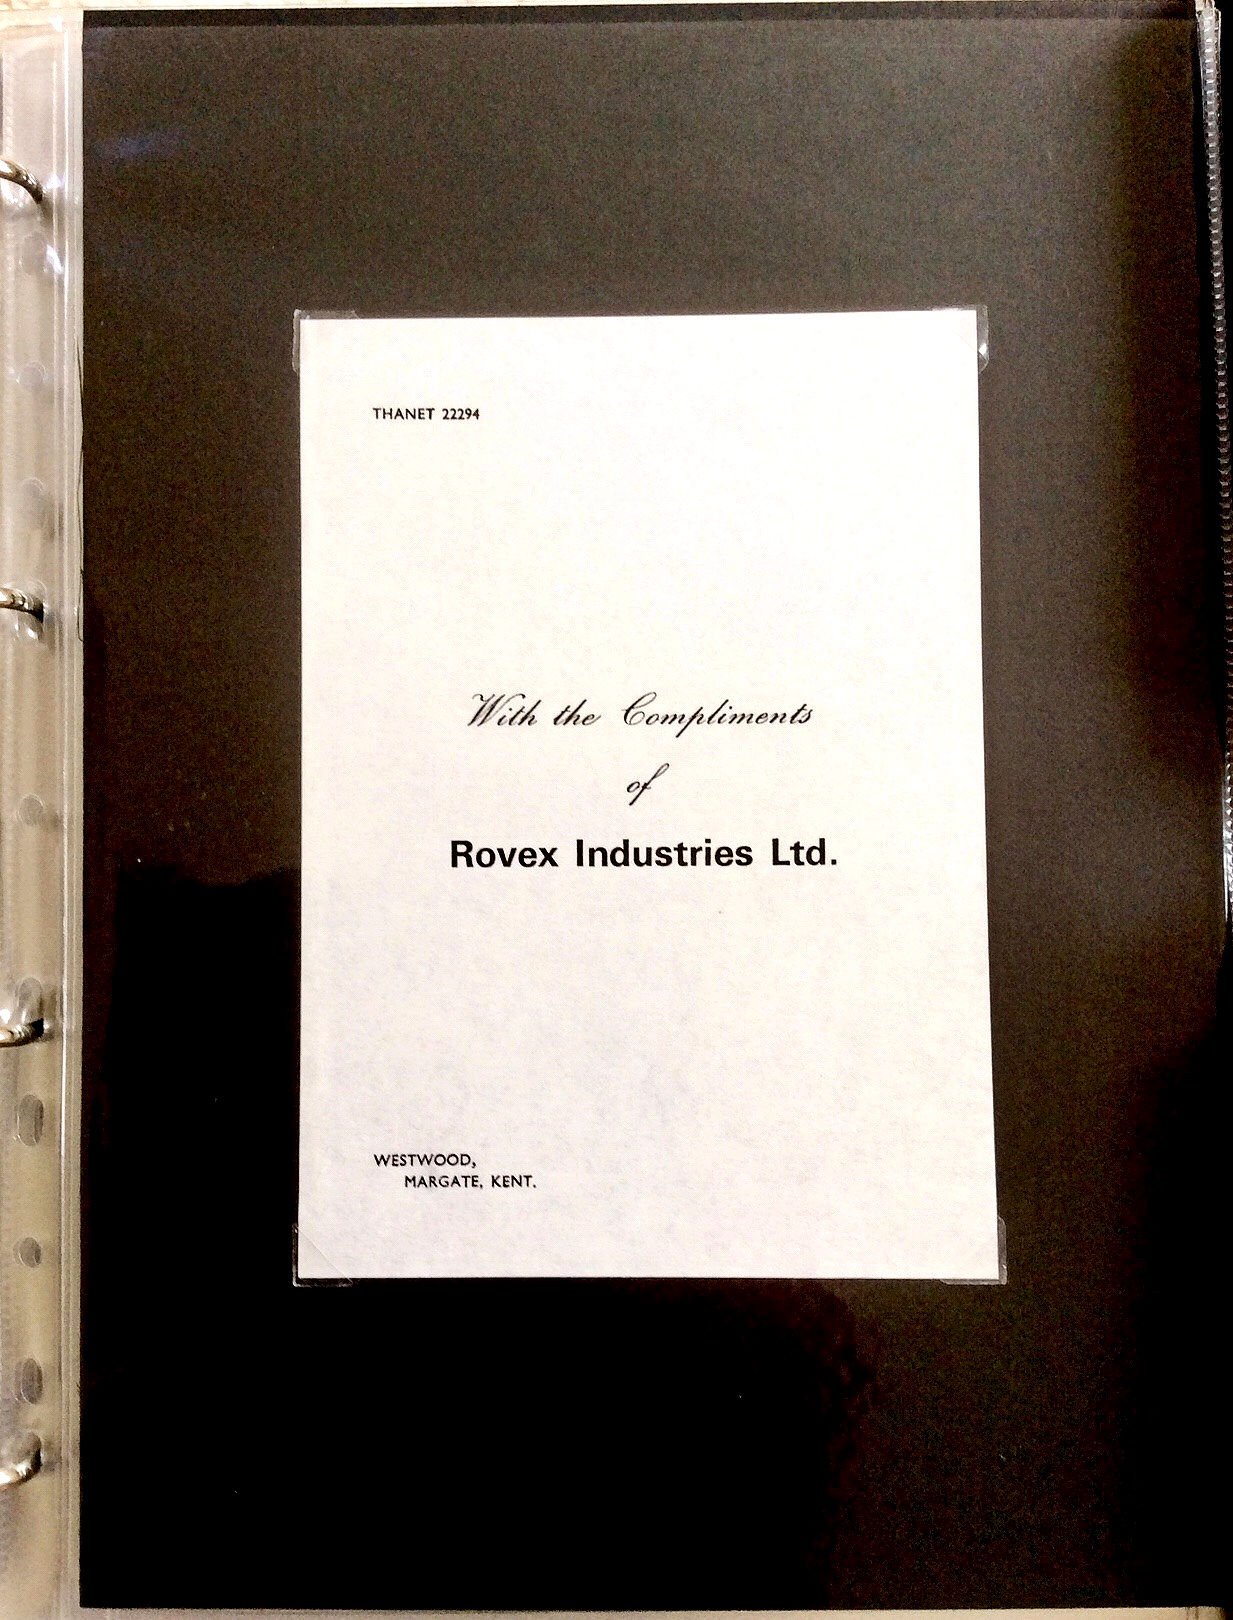 THANET 22294
With the Compliments
of
Rovex Industries Ltd.
WESTWOOD,
MARGATE, KENT.